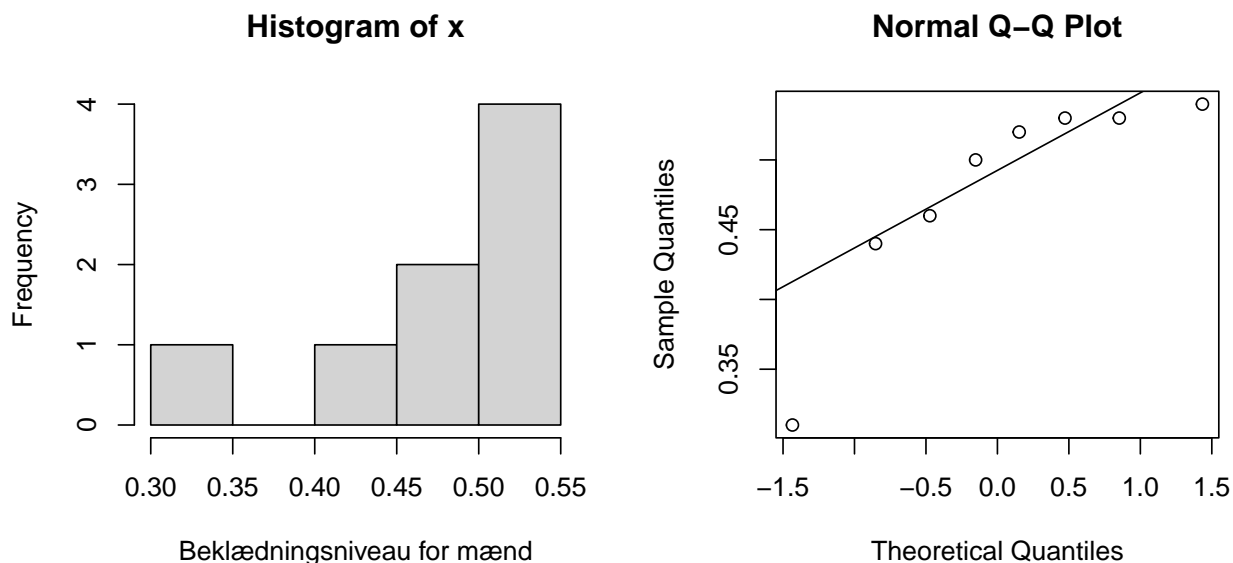 Histogram of x
Frequency
0 1 2 3 4
0.30 0.35 0.40 0.45 0.50 0.55
Beklædningsniveau for mænd
Normal Q−Q Plot
Sample Quantiles
0.35 0.45
−1.5 −0.5 0.0 0.5 1.0 1.5
Theoretical Quantiles